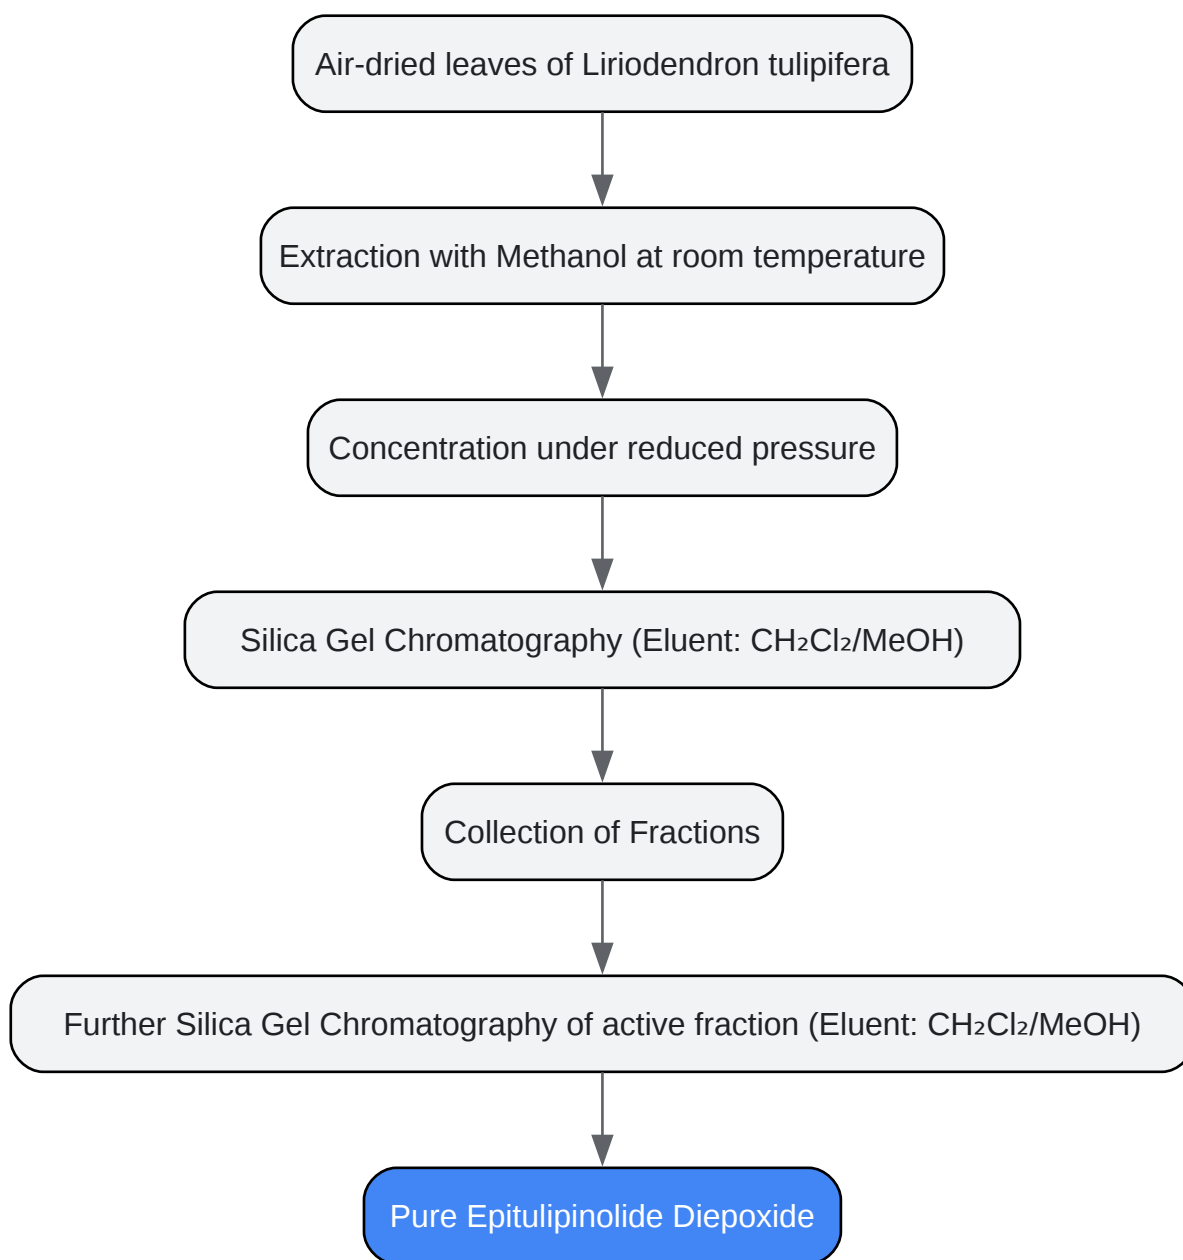 Air-dried leaves of Liriodendron tulipifera
Extraction with Methanol at room temperature
Concentration under reduced pressure
Silica Gel Chromatography (Eluent: CH₂Cl₂/MeOH)
Collection of Fractions
Further Silica Gel Chromatography of active fraction (Eluent: CH₂Cl₂/MeOH)
Pure Epitulipinolide Diepoxide